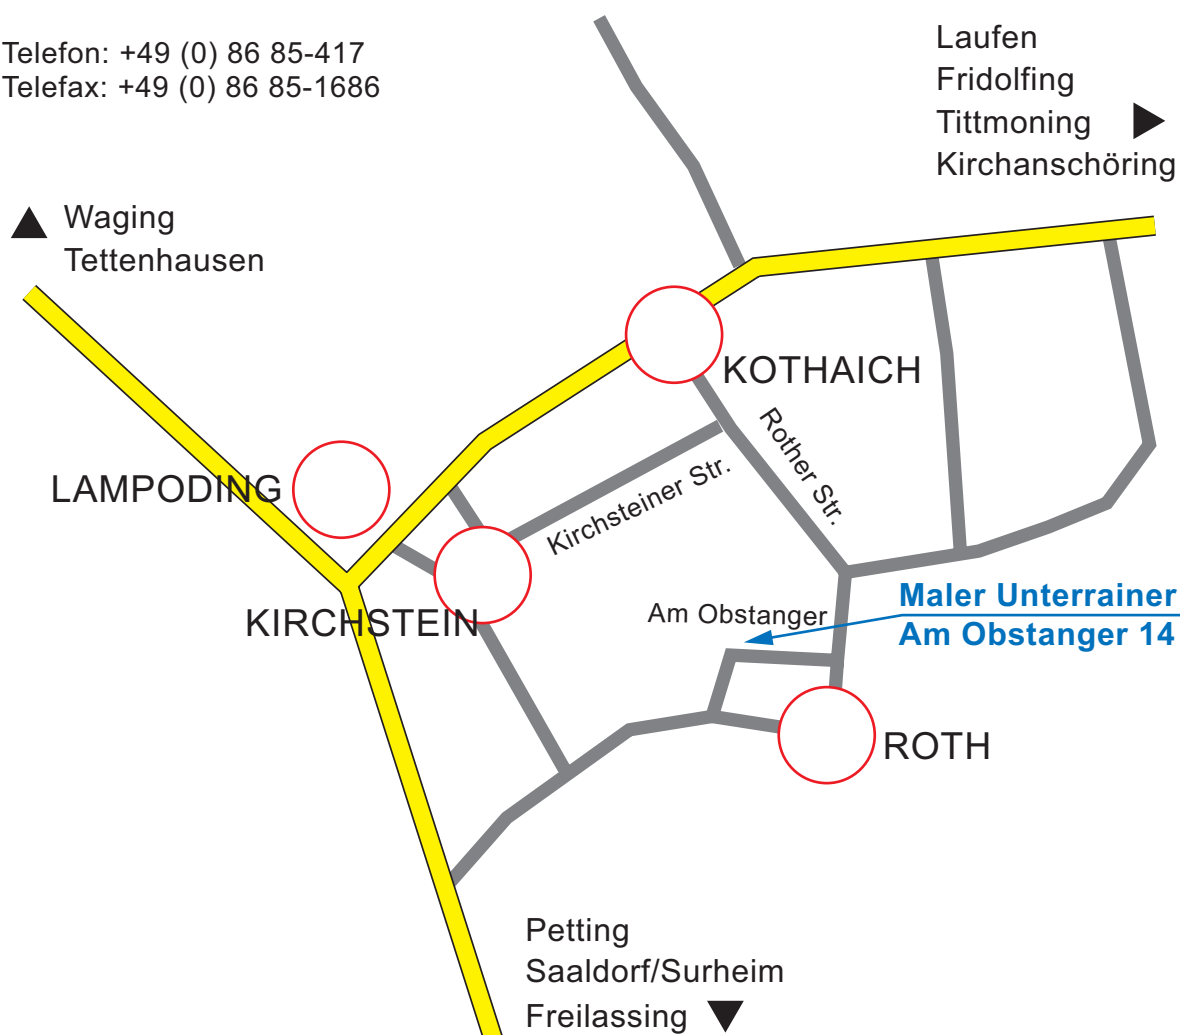 Telefon: +49 (0) 86 85-417
Telefax: +49 (0) 86 85-1686
Laufen
Fridolfing
Tittmoning
Kirchanschöring
Waging
Tettenhausen
KOTHAICH
Rother Str.
Kirchsteiner Str.
LAMPODING
KIRCHSTEIN
Am Obstanger
Maler Unterrainer
Am Obstanger 14
ROTH
Petting
Saaldorf/Surheim
Freilassing